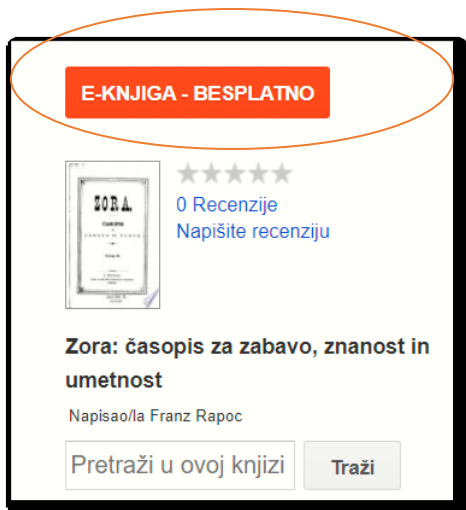 E-KNJIGA - BESPLATNO
ZORA.
ČASOPIS
0 Recenzije
Napišite recenziju
Zora: časopis za zabavo, znanost in
umetnost
Napisao/la Franz Rapoc
Pretraži u ovoj knjizi
Traži